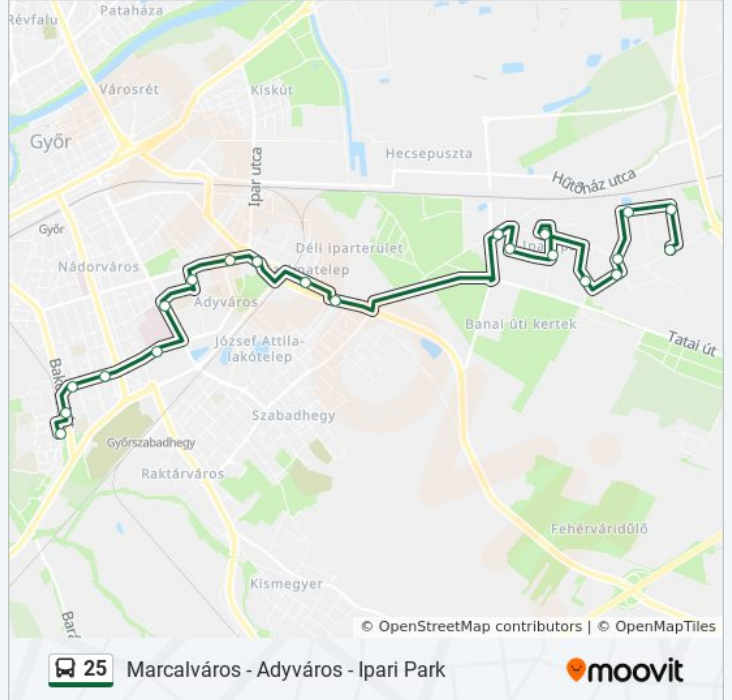 Révfalu
Pataháza
Városrét
Kiskút
Győr
Hecsepuszta
Ipar utca
Hűtőház utca
Győr
Déli iparterület
Nádorváros
Adyváros
Banai úti kertek
József Attila-
lakótelep
Tatai út
Szabadhegy
Győrszabadhegy
Raktárváros
Fehérváridűlő
Kismegyer
© OpenStreetMap contributors | © OpenMapTiles
25 Marcalváros - Adyváros - Ipari Park
moovit